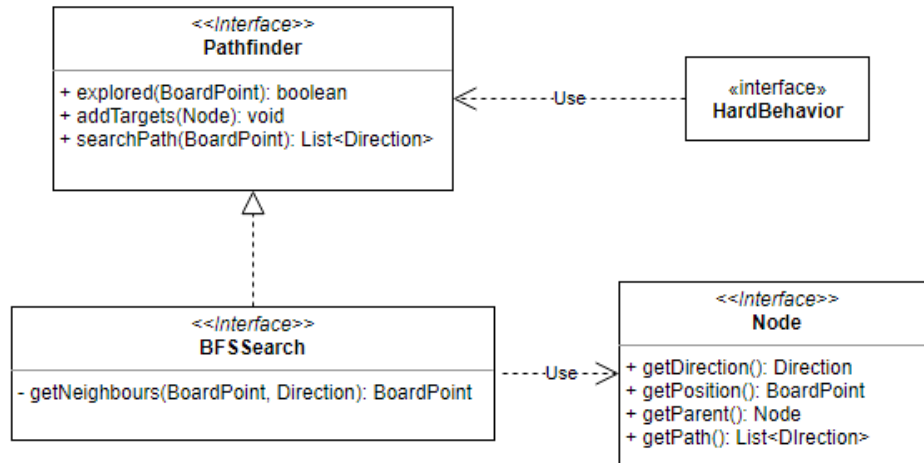 <<Interface>>
Pathfinder
+ explored(BoardPoint): boolean
+ addTargets(Node): void
+ searchPath(BoardPoint): List<Direction>
Use
«interface»
HardBehavior
<<Interface>>
BFSSearch
- getNeighbours(BoardPoint, Direction): BoardPoint
Use
<<Interface>>
Node
+ getDirection(): Direction
+ getPosition(): BoardPoint
+ getParent(): Node
+ getPath(): List<DIrection>